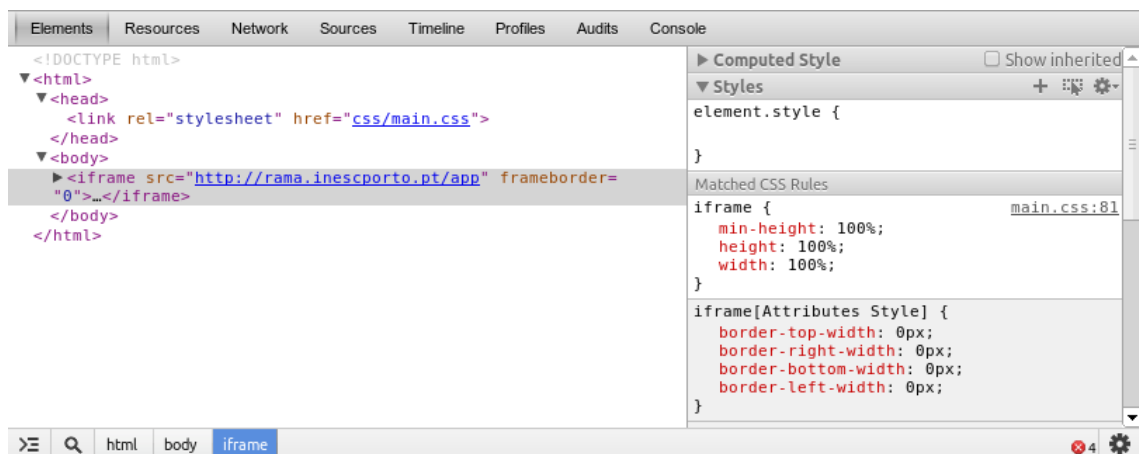 Elements Resources Network Sources Timeline Profiles Audits Console
<!DOCTYPE html>
▼<html>
▼<head>
<link rel="stylesheet" href="css/main.css">
</head>
▼<body>
▶<iframe src="http://rama.inescporto.pt/app" frameborder=
"0">…</iframe>
</body>
</html>
▶ Computed Style Show inherited
▼ Styles
element.style {
}
Matched CSS Rules
iframe { main.css:81
min-height: 100%;
height: 100%;
width: 100%;
}
iframe[Attributes Style] {
border-top-width: 0px;
border-right-width: 0px;
border-bottom-width: 0px;
border-left-width: 0px;
}
html body iframe 4